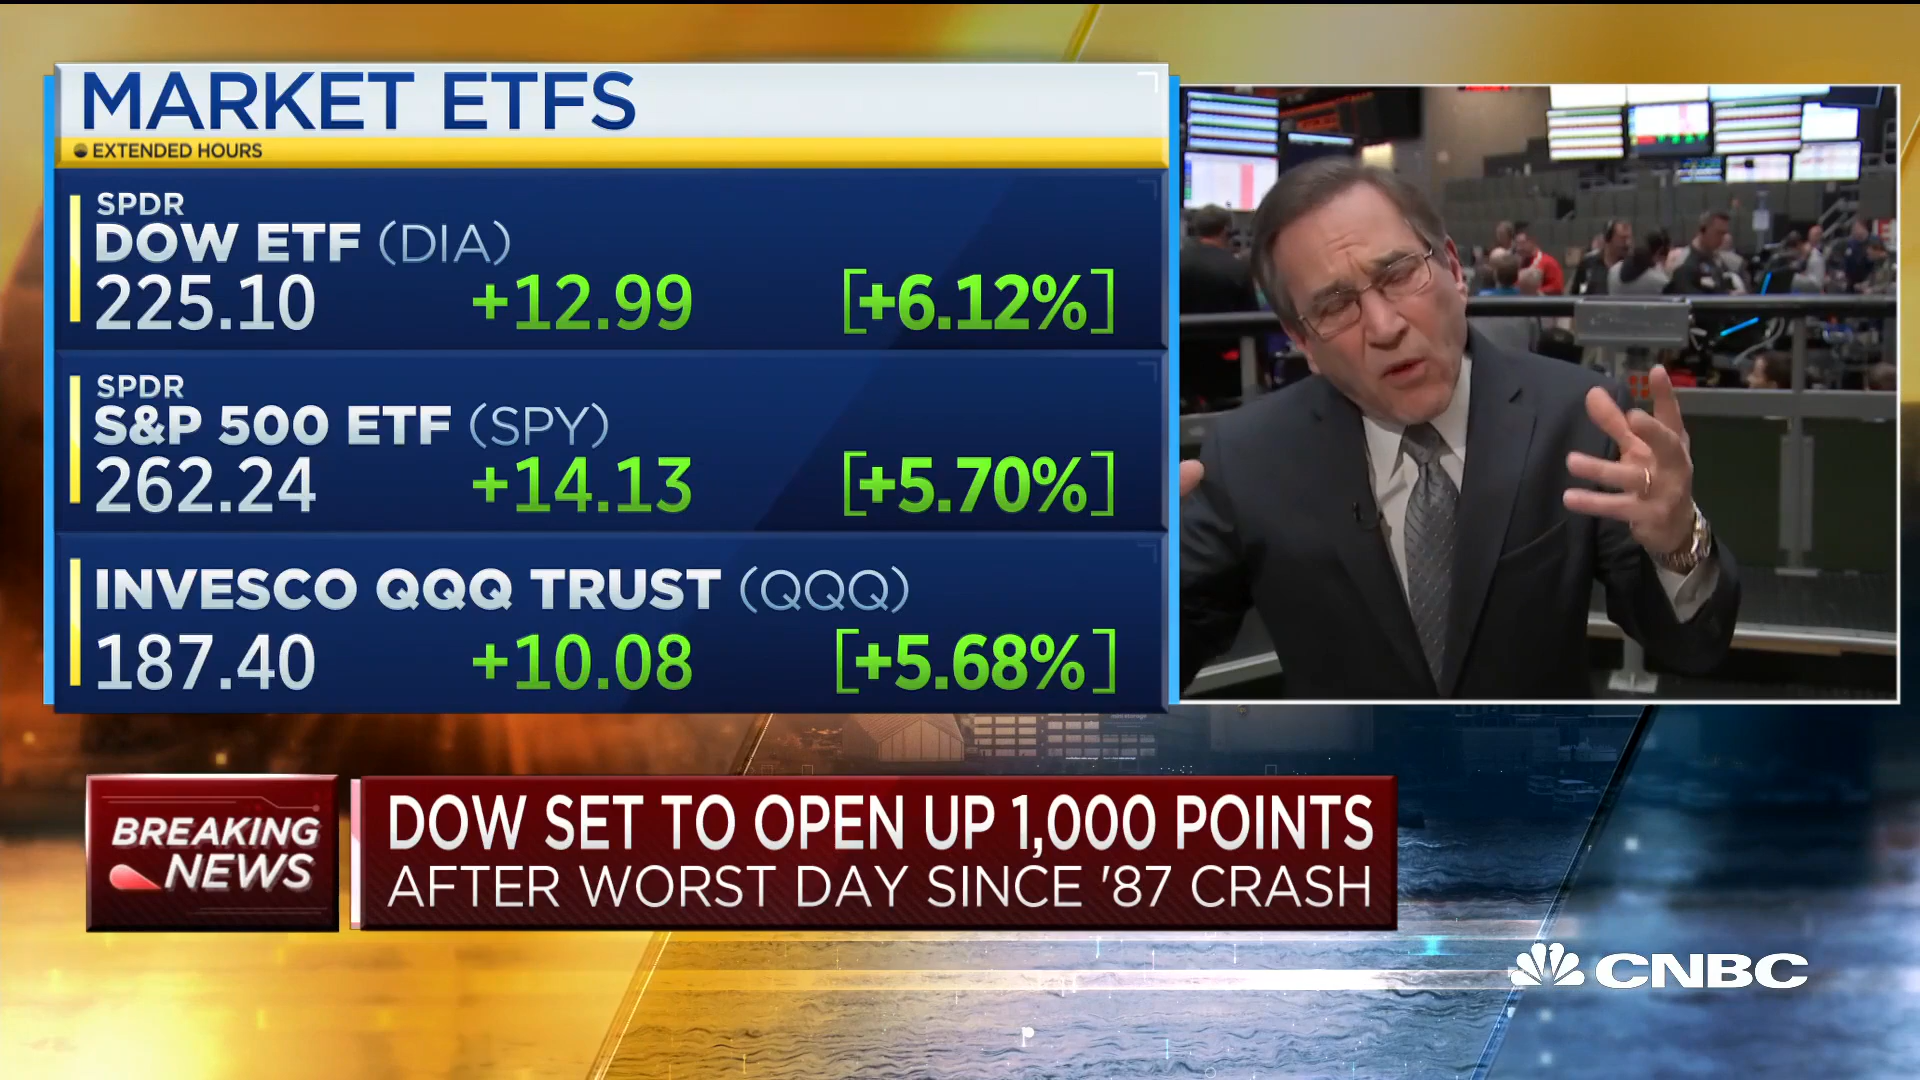 MARKET ETFS
EXTENDED HOURS
SPDR
DOW ETF (DIA)
225.10 +12.99 [+6.12%]
SPDR
S&P 500 ETF (SPY)
262.24 +14.13 [+5.70%]
INVESCO QQQ TRUST (QQQ)
187.40 +10.08 [+5.68%]
BREAKING
NEWS
DOW SET TO OPEN UP 1,000 POINTS
AFTER WORST DAY SINCE '87 CRASH
CNBC